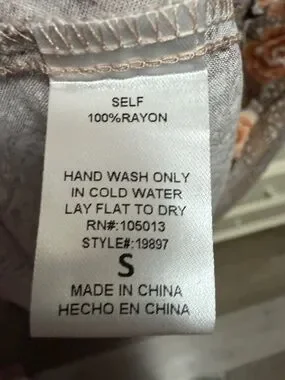 SELF
100%RAYON
HAND WASH ONLY
IN COLD WATER
LAY FLAT TO DRY
RN#:105013
STYLE#:19897
S
MADE IN CHINA
HECHO EN CHINA